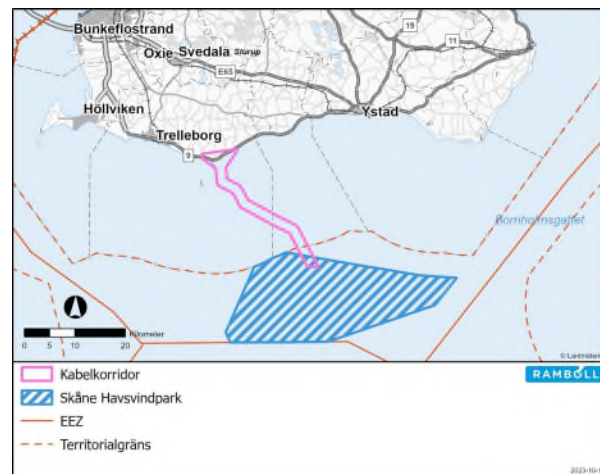 Bunkeflostrand
19
Oxie
Svedala
Sturup
11
E65
Höllviken
Ystad
Trelleborg
9
Bornholmsgattet
0 5 10 20 Kilometer
© Lantmäteriet
Kabelkorridor
RAMBOLL
Skåne Havsvindpark
EEZ
Territorialgräns